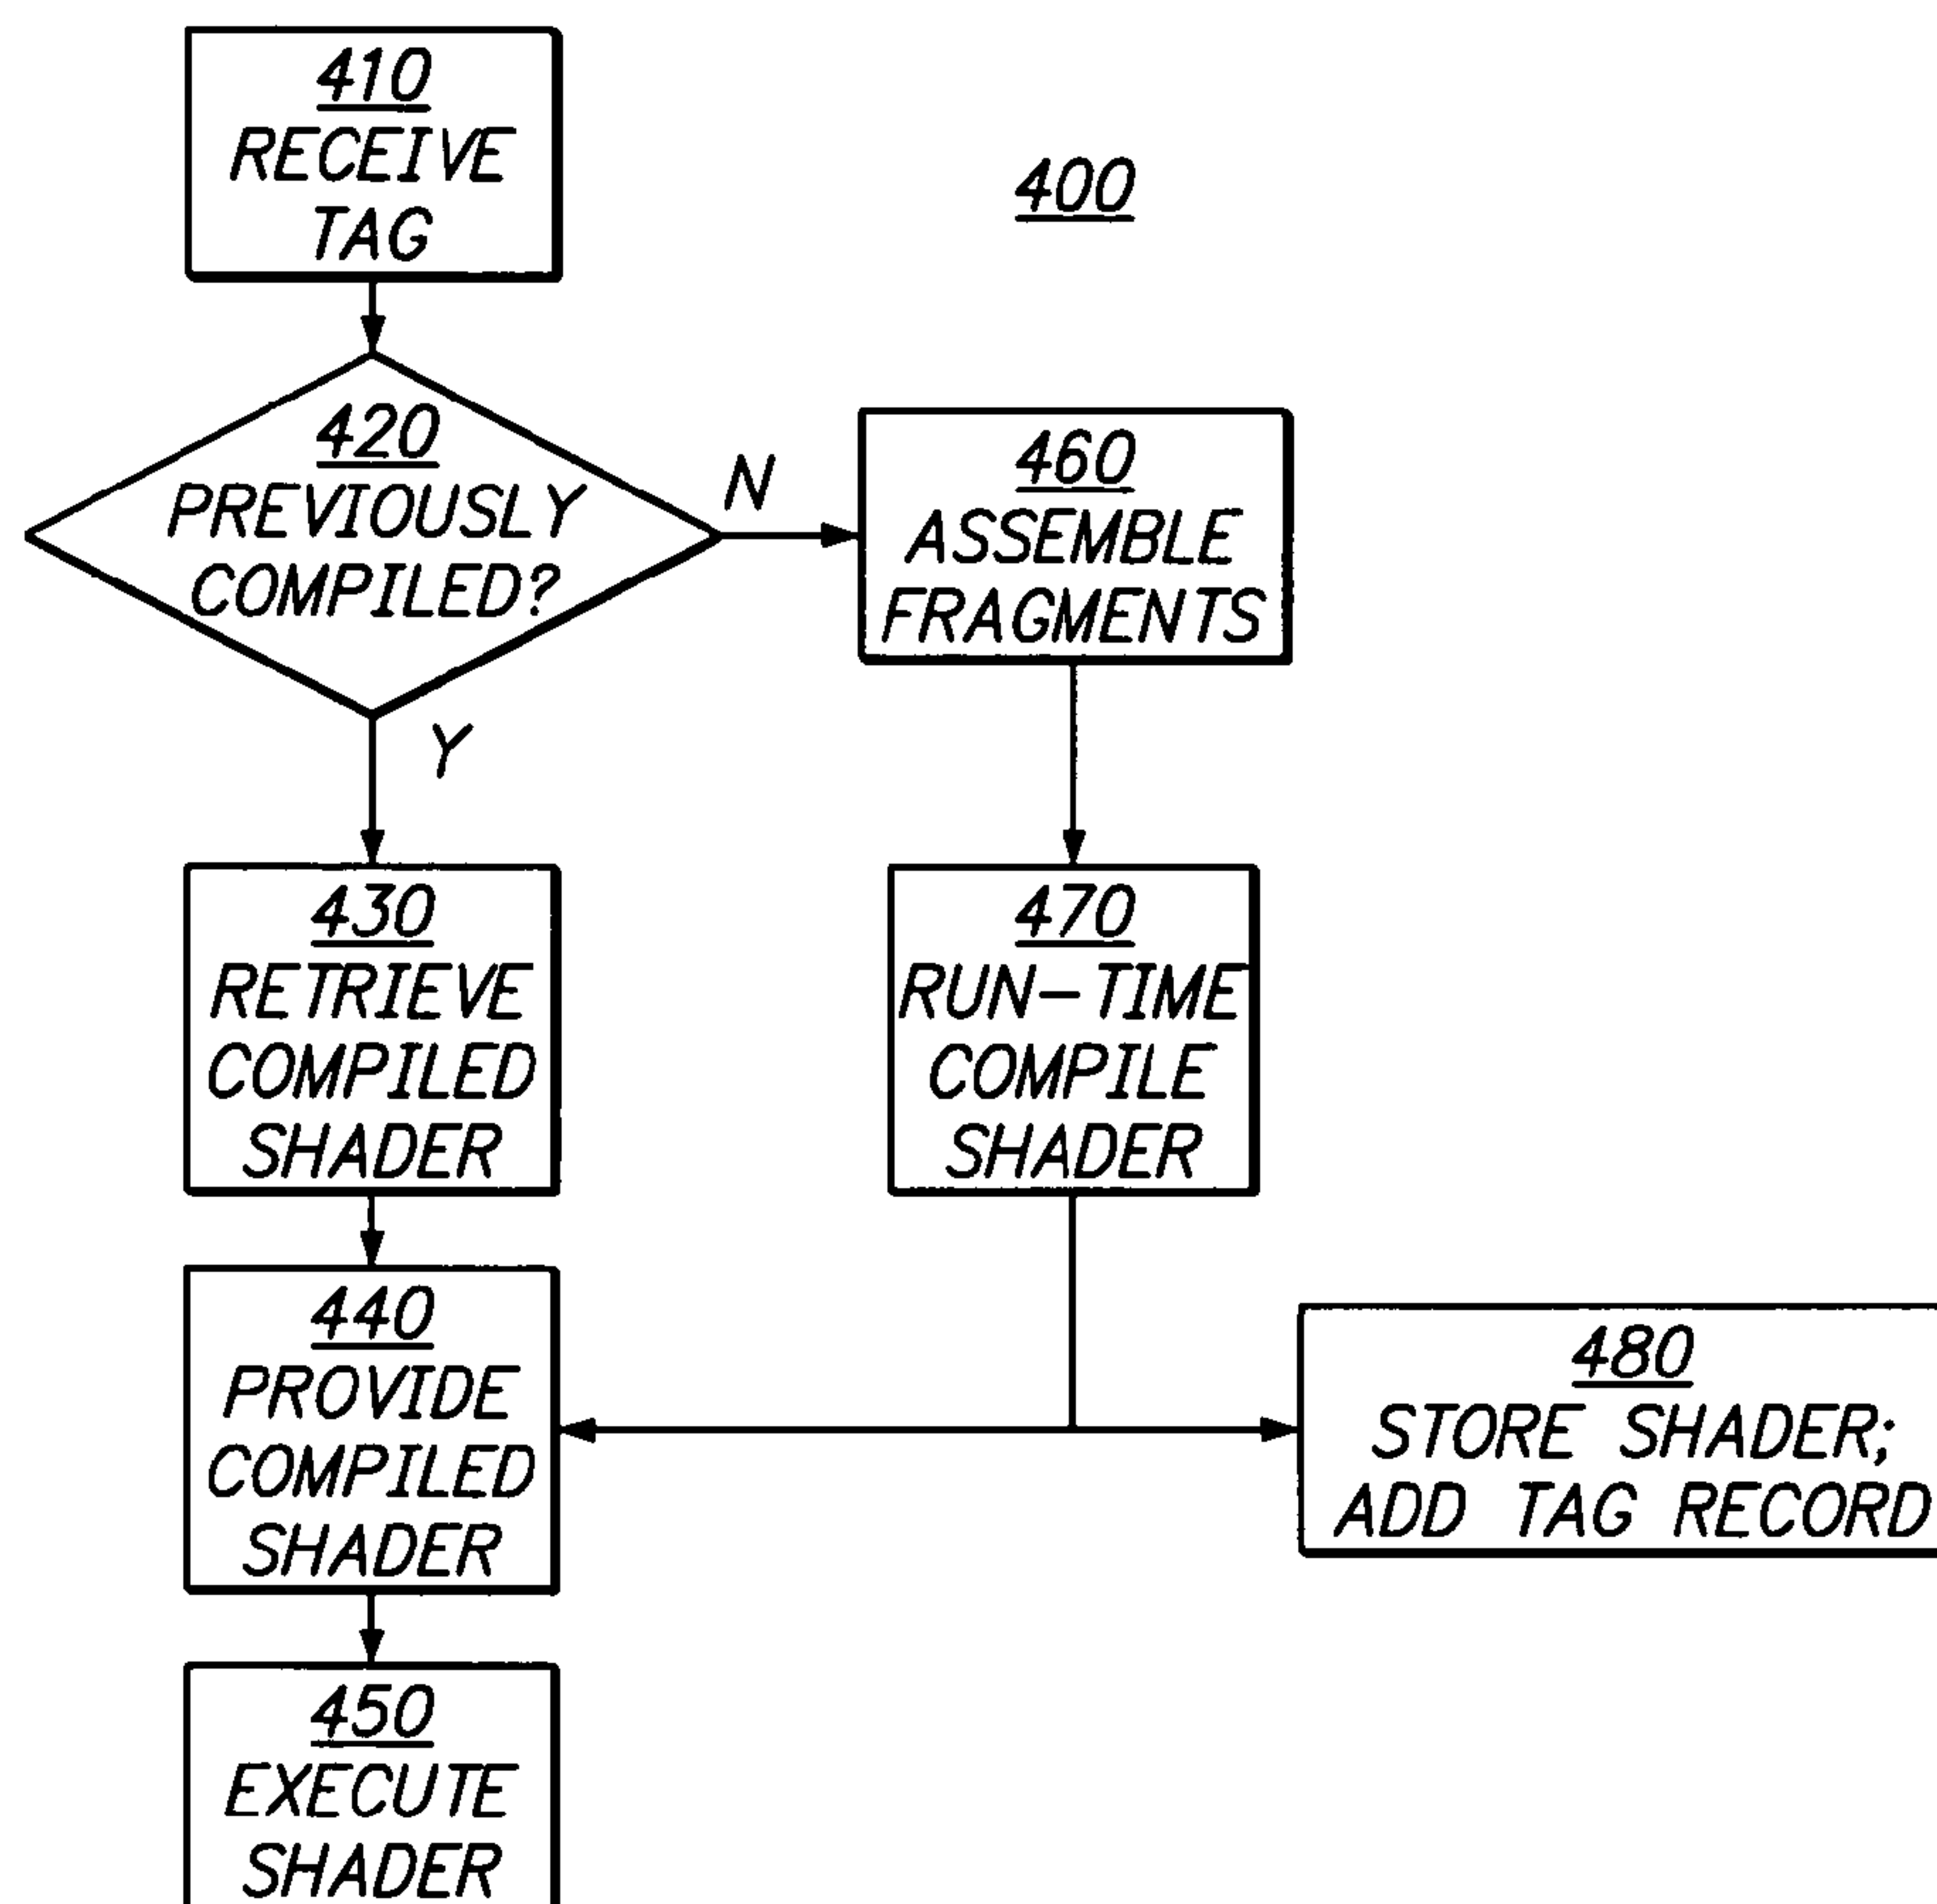 410
RECEIVE
TAG
400
420
PREVIOUSLY
COMPILED?
N
Y
460
ASSEMBLE
FRAGMENTS
430
RETRIEVE
COMPILED
SHADER
470
RUN-TIME
COMPILE
SHADER
440
PROVIDE
COMPILED
SHADER
480
STORE SHADER;
ADD TAG RECORD
450
EXECUTE
SHADER